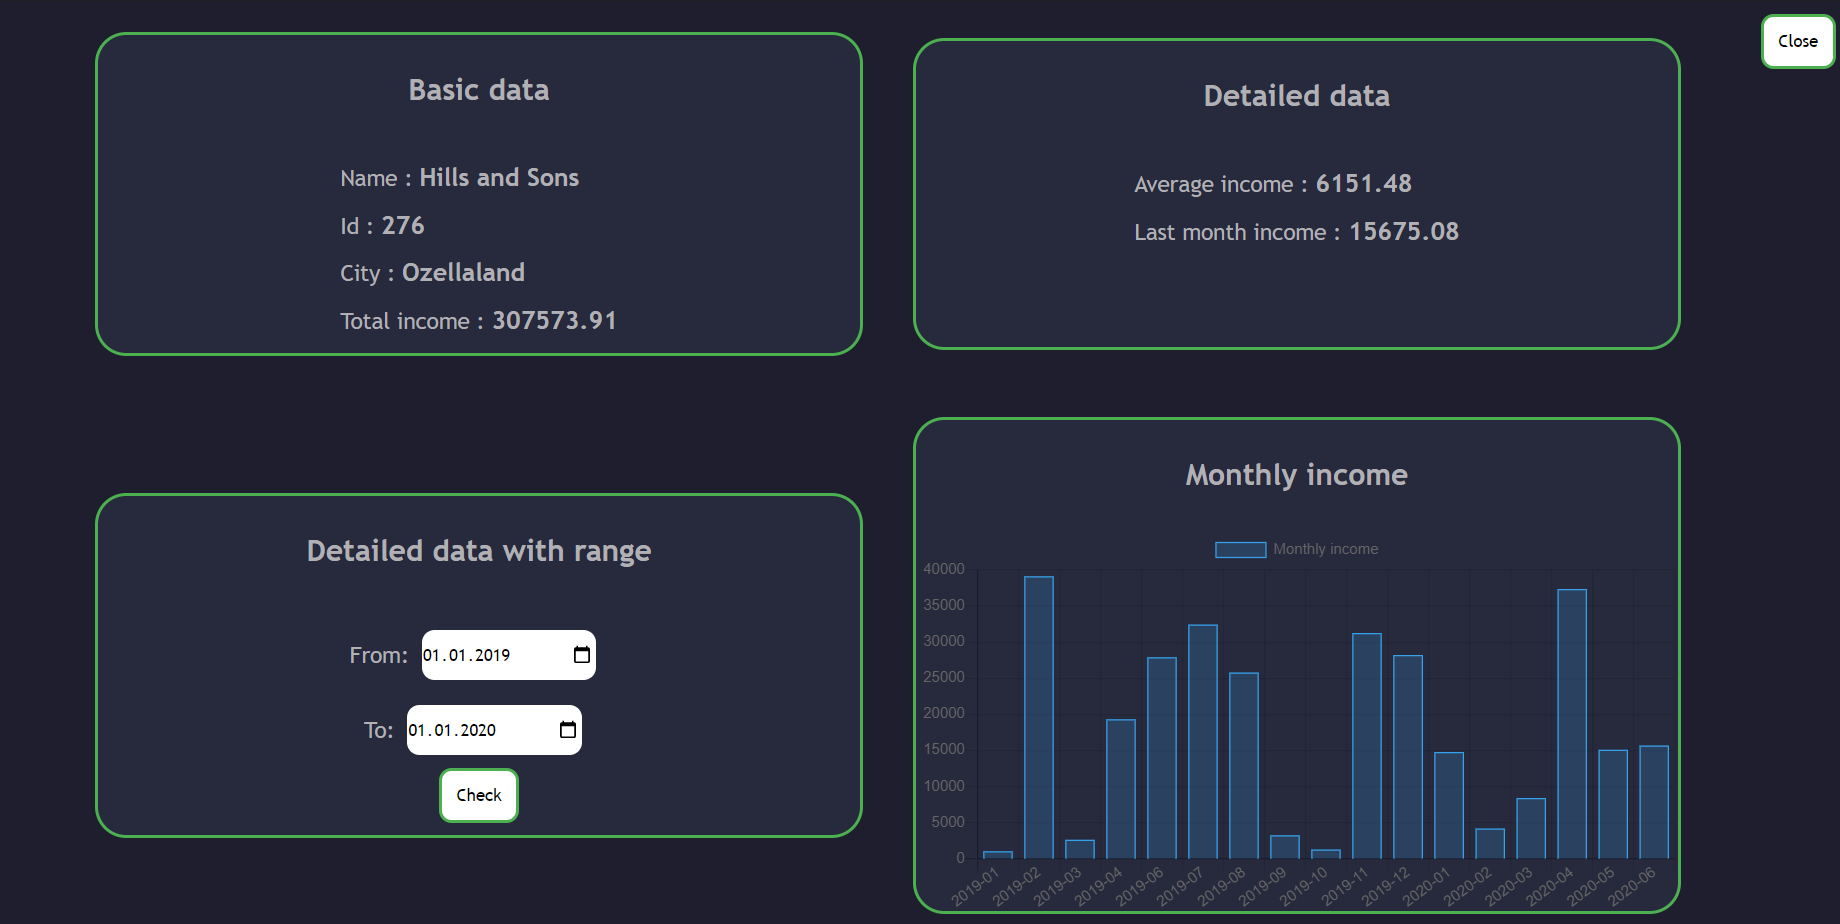 Close
Basic data
Name : Hills and Sons
Id : 276
City : Ozellaland
Total income : 307573.91
Detailed data
Average income : 6151.48
Last month income : 15675.08
Detailed data with range
From: 01.01.2019
To: 01.01.2020
Check
Monthly income
Monthly income
40000
35000
30000
25000
20000
15000
10000
5000
0
2019-01 2019-02 2019-03 2019-04 2019-06 2019-07 2019-08 2019-09 2019-10 2019-11 2019-12 2020-01 2020-02 2020-03 2020-04 2020-05 2020-06